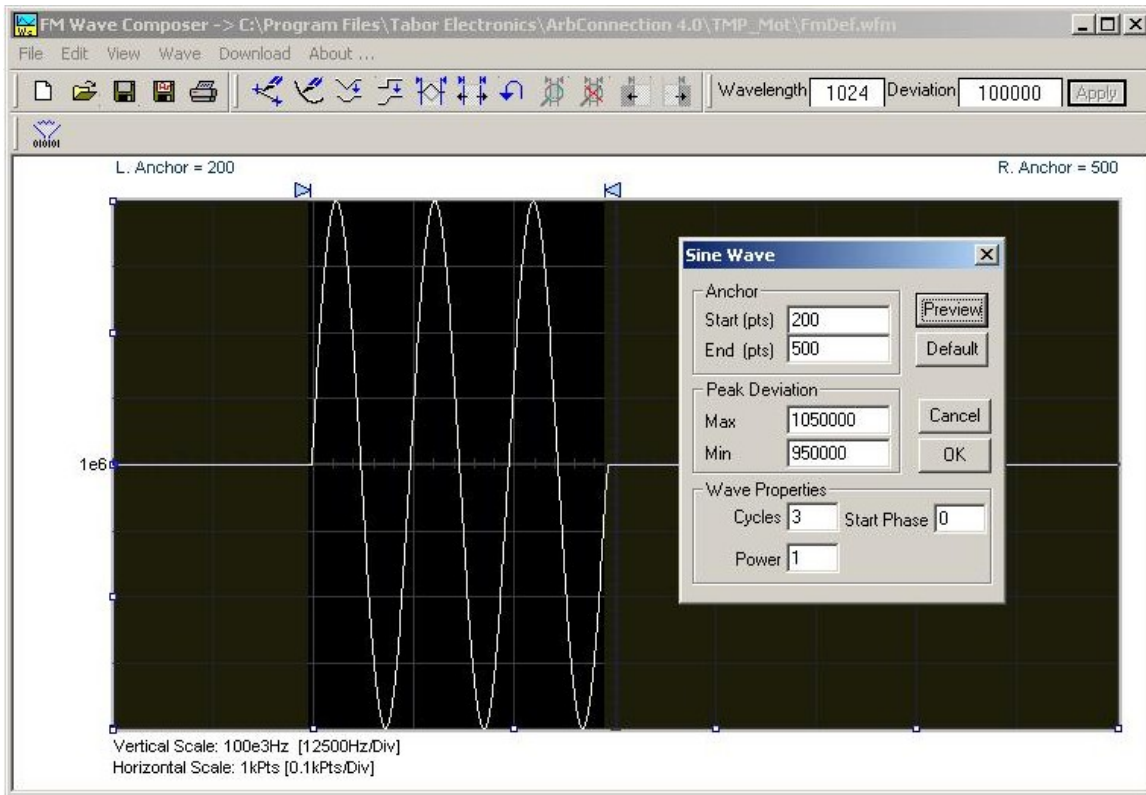 FM Wave Composer -> C:\Program Files\Tabor Electronics\ArbConnection 4.0\TMP_Mot\FmDef.wfm
File Edit View Wave Download About ...
Wavelength 1024 Deviation 100000 Apply
010101
L. Anchor = 200
R. Anchor = 500
1e6
Sine Wave
Anchor
Start (pts) 200
End (pts) 500
Preview
Default
Peak Deviation
Max 1050000
Min 950000
Cancel
OK
Wave Properties
Cycles 3 Start Phase 0
Power 1
Vertical Scale: 100e3Hz [12500Hz/Div]
Horizontal Scale: 1kPts [0.1kPts/Div]